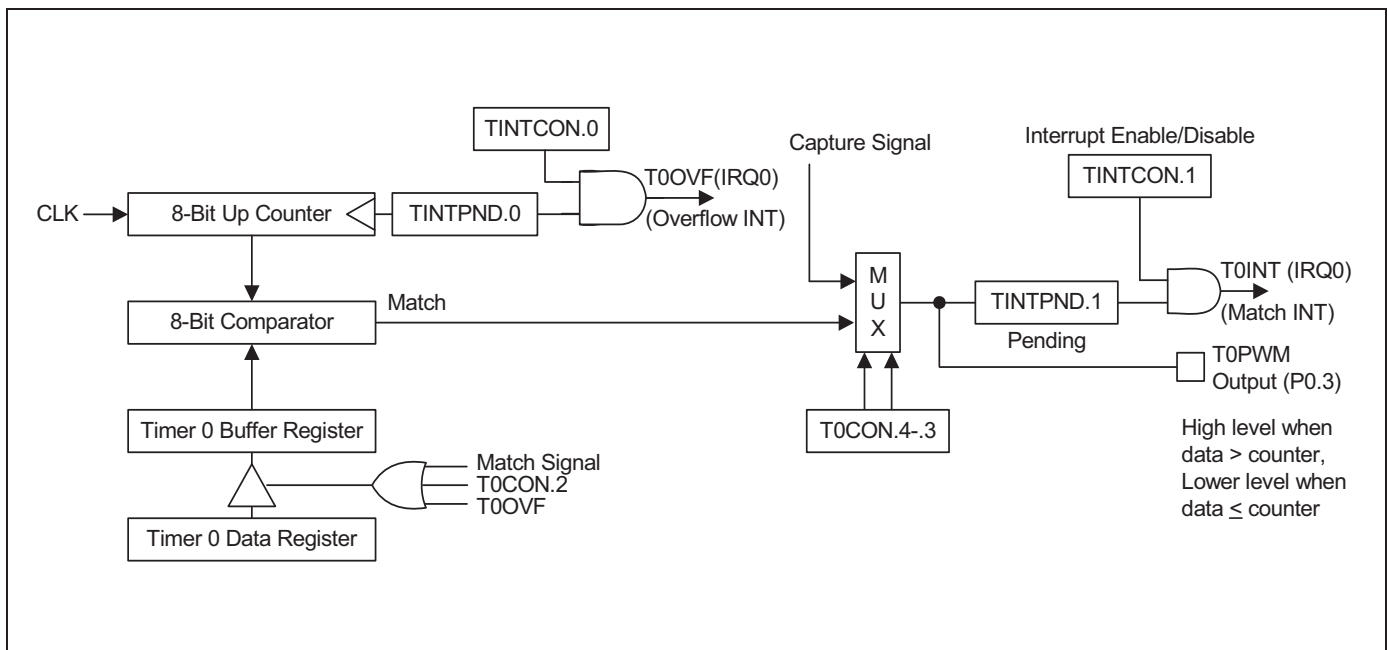 TINTCON.0
Capture Signal
Interrupt Enable/Disable
TINTCON.1
T0OVF(IRQ0)
(Overflow INT)
CLK
8-Bit Up Counter
TINTPND.0
M
U
X
T0INT (IRQ0)
(Match INT)
TINTPND.1
Pending
Match
8-Bit Comparator
T0PWM
Output (P0.3)
Timer 0 Buffer Register
T0CON.4-.3
High level when
data > counter,
Lower level when
data ≤ counter
Match Signal
T0CON.2
T0OVF
Timer 0 Data Register